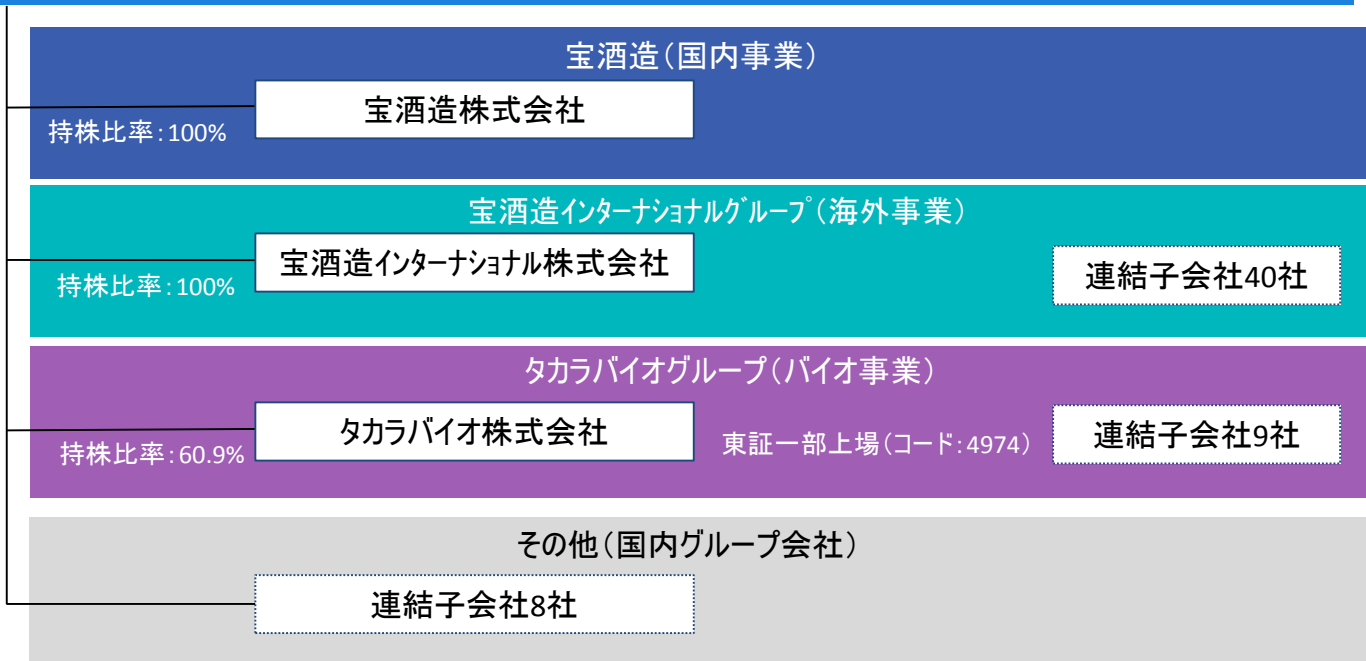 宝酒造（国内事業）
宝酒造株式会社
持株比率：100%
宝酒造ｲﾝﾀｰﾅｼｮﾅﾙｸﾞﾙｰﾌﾟ（海外事業）
宝酒造ｲﾝﾀｰﾅｼｮﾅﾙ株式会社
持株比率：100%
連結子会社40社
タカラバイオグループ（バイオ事業）
タカラバイオ株式会社
持株比率：60.9%
東証一部上場（コード：4974）
連結子会社9社
その他（国内グループ会社）
連結子会社8社